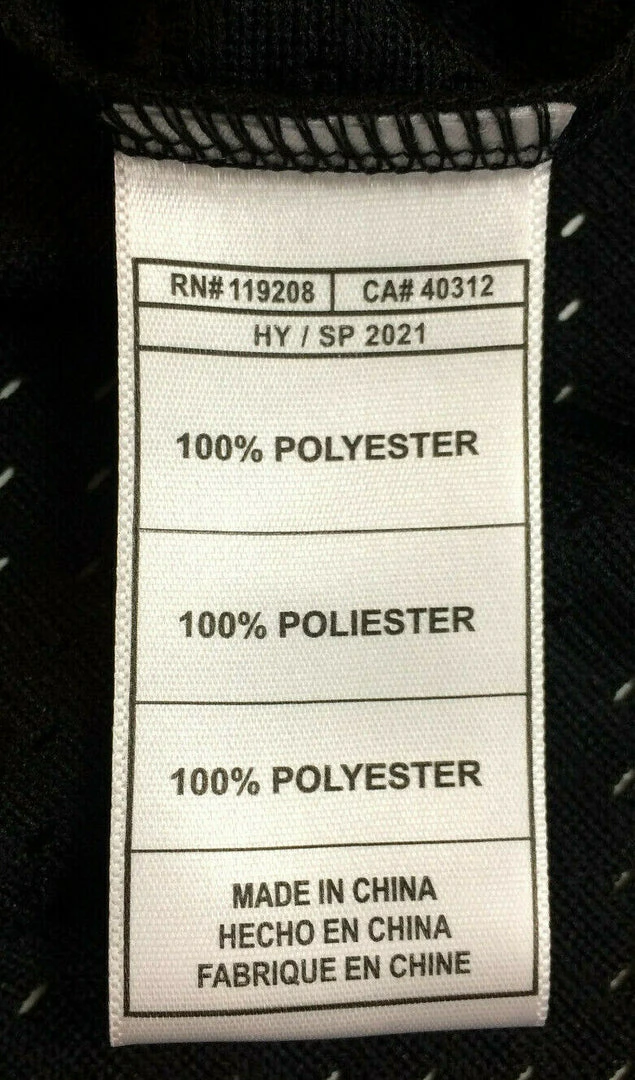 RN# 119208 CA# 40312
HY / SP 2021
100% POLYESTER
100% POLIESTER
100% POLYESTER
MADE IN CHINA
HECHO EN CHINA
FABRIQUE EN CHINE